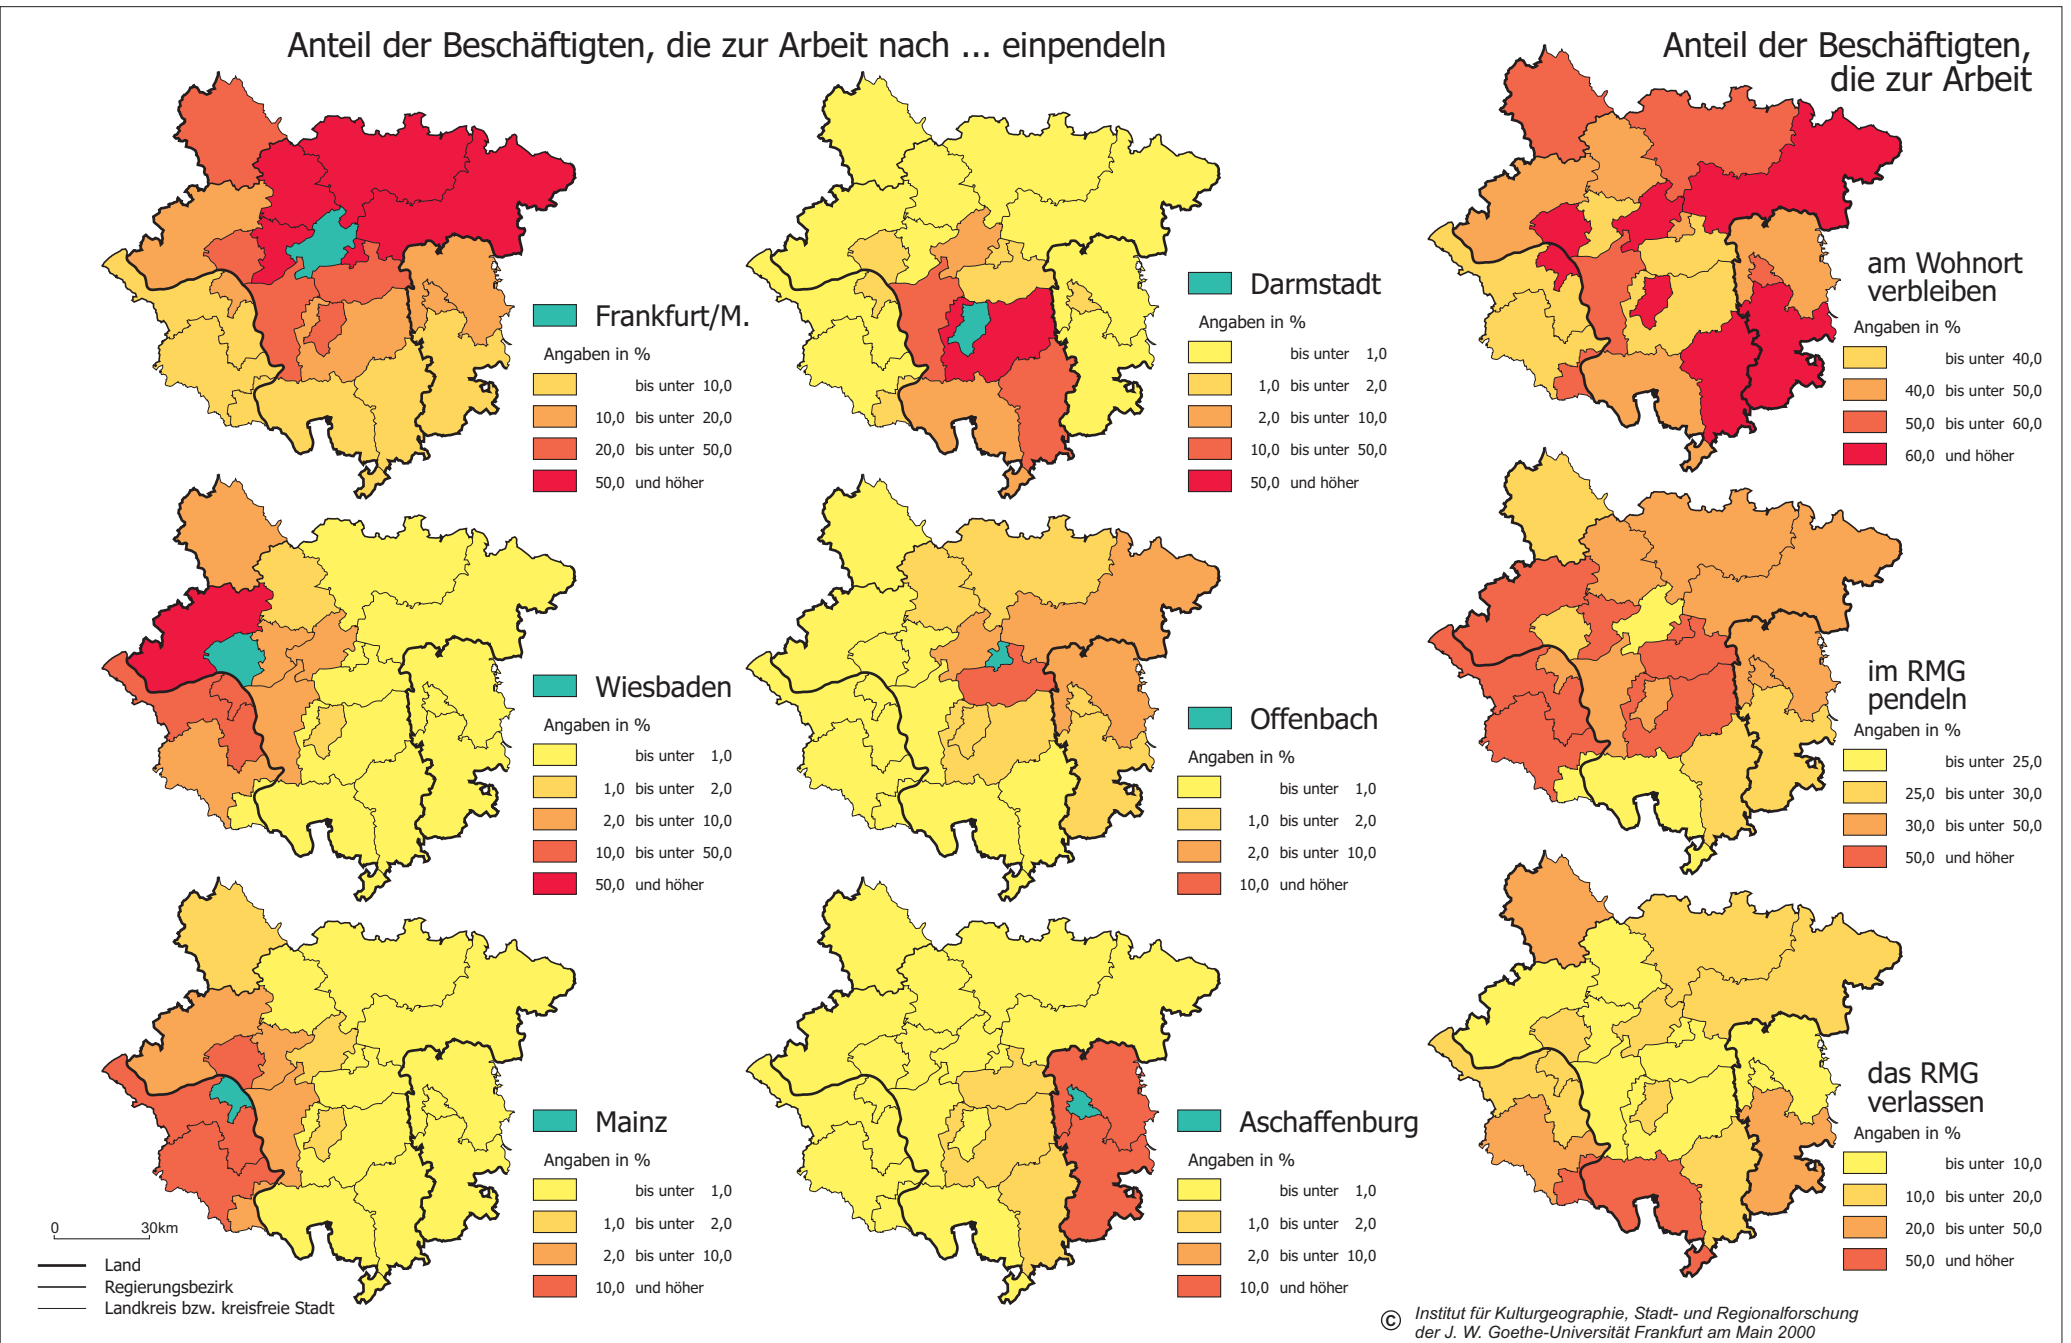 Anteil der Beschäftigten, die zur Arbeit nach ... einpendeln
Frankfurt/M.
Angaben in %
bis unter 10,0
10,0 bis unter 20,0
20,0 bis unter 50,0
50,0 und höher
Darmstadt
Angaben in %
bis unter 1,0
1,0 bis unter 2,0
2,0 bis unter 10,0
10,0 bis unter 50,0
50,0 und höher
Wiesbaden
Angaben in %
bis unter 1,0
1,0 bis unter 2,0
2,0 bis unter 10,0
10,0 bis unter 50,0
50,0 und höher
Offenbach
Angaben in %
bis unter 1,0
1,0 bis unter 2,0
2,0 bis unter 10,0
10,0 und höher
Mainz
Angaben in %
bis unter 1,0
1,0 bis unter 2,0
2,0 bis unter 10,0
10,0 und höher
Aschaffenburg
Angaben in %
bis unter 1,0
1,0 bis unter 2,0
2,0 bis unter 10,0
10,0 und höher
Anteil der Beschäftigten,
die zur Arbeit
am Wohnort
verbleiben
Angaben in %
bis unter 40,0
40,0 bis unter 50,0
50,0 bis unter 60,0
60,0 und höher
im RMG
pendeln
Angaben in %
bis unter 25,0
25,0 bis unter 30,0
30,0 bis unter 50,0
50,0 und höher
das RMG
verlassen
Angaben in %
bis unter 10,0
10,0 bis unter 20,0
20,0 bis unter 50,0
50,0 und höher
0 30km
Land
Regierungsbezirk
Landkreis bzw. kreisfreie Stadt
© Institut für Kulturgeographie, Stadt- und Regionalforschung
der J. W. Goethe-Universität Frankfurt am Main 2000